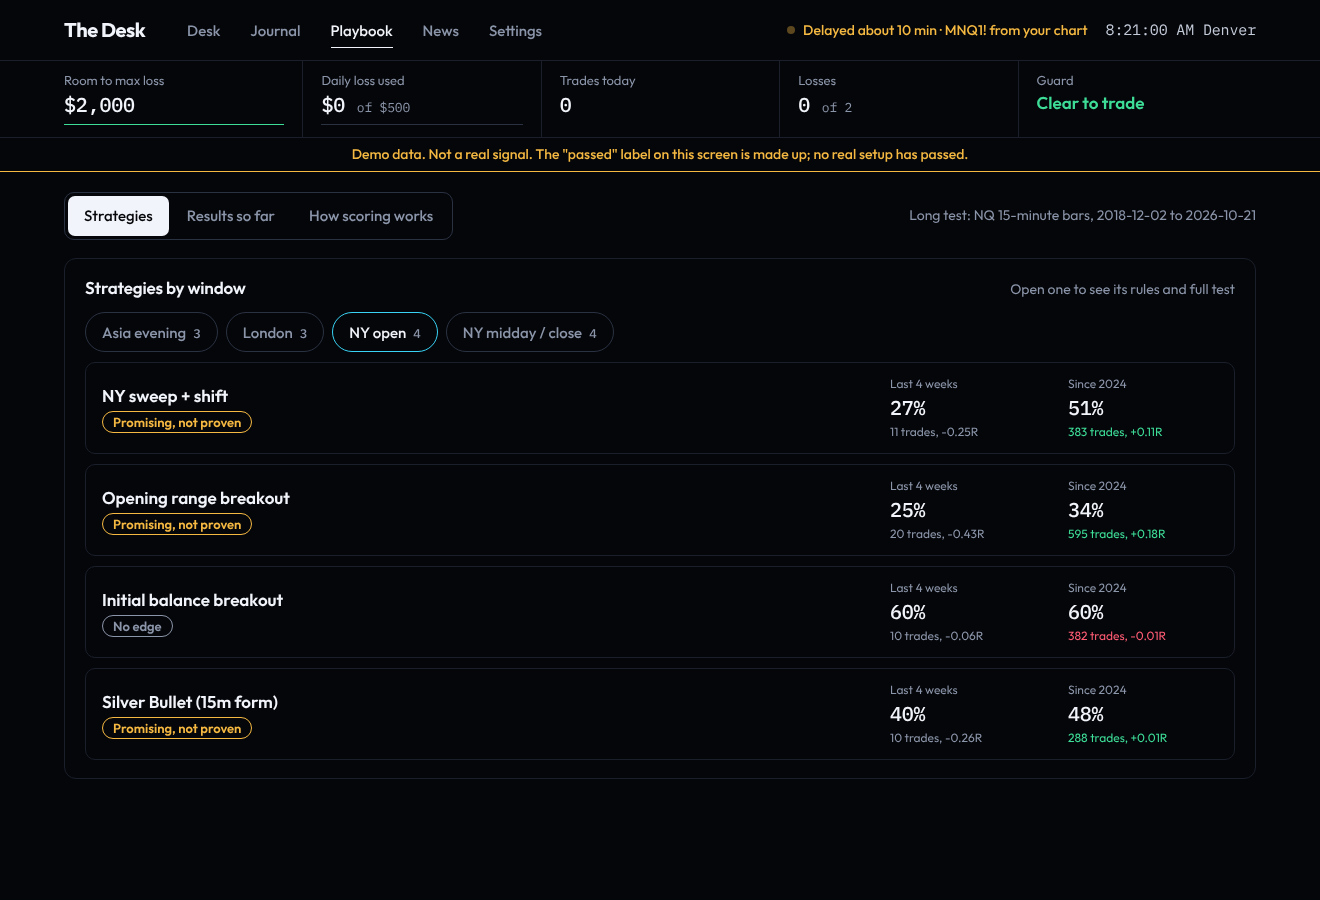 The Desk
Desk Journal Playbook News Settings
Delayed about 10 min · MNQ1! from your chart 8:21:00 AM Denver
Room to max loss
$2,000
Daily loss used
$0 of $500
Trades today
0
Losses
0 of 2
Guard
Clear to trade
Demo data. Not a real signal. The "passed" label on this screen is made up; no real setup has passed.
Strategies Results so far How scoring works
Long test: NQ 15-minute bars, 2018-12-02 to 2026-10-21
Strategies by window
Open one to see its rules and full test
Asia evening 3 London 3 NY open 4 NY midday / close 4
NY sweep + shift
Promising, not proven
Last 4 weeks
27%
11 trades, -0.25R
Since 2024
51%
383 trades, +0.11R
Opening range breakout
Promising, not proven
Last 4 weeks
25%
20 trades, -0.43R
Since 2024
34%
595 trades, +0.18R
Initial balance breakout
No edge
Last 4 weeks
60%
10 trades, -0.06R
Since 2024
60%
382 trades, -0.01R
Silver Bullet (15m form)
Promising, not proven
Last 4 weeks
40%
10 trades, -0.26R
Since 2024
48%
288 trades, +0.01R